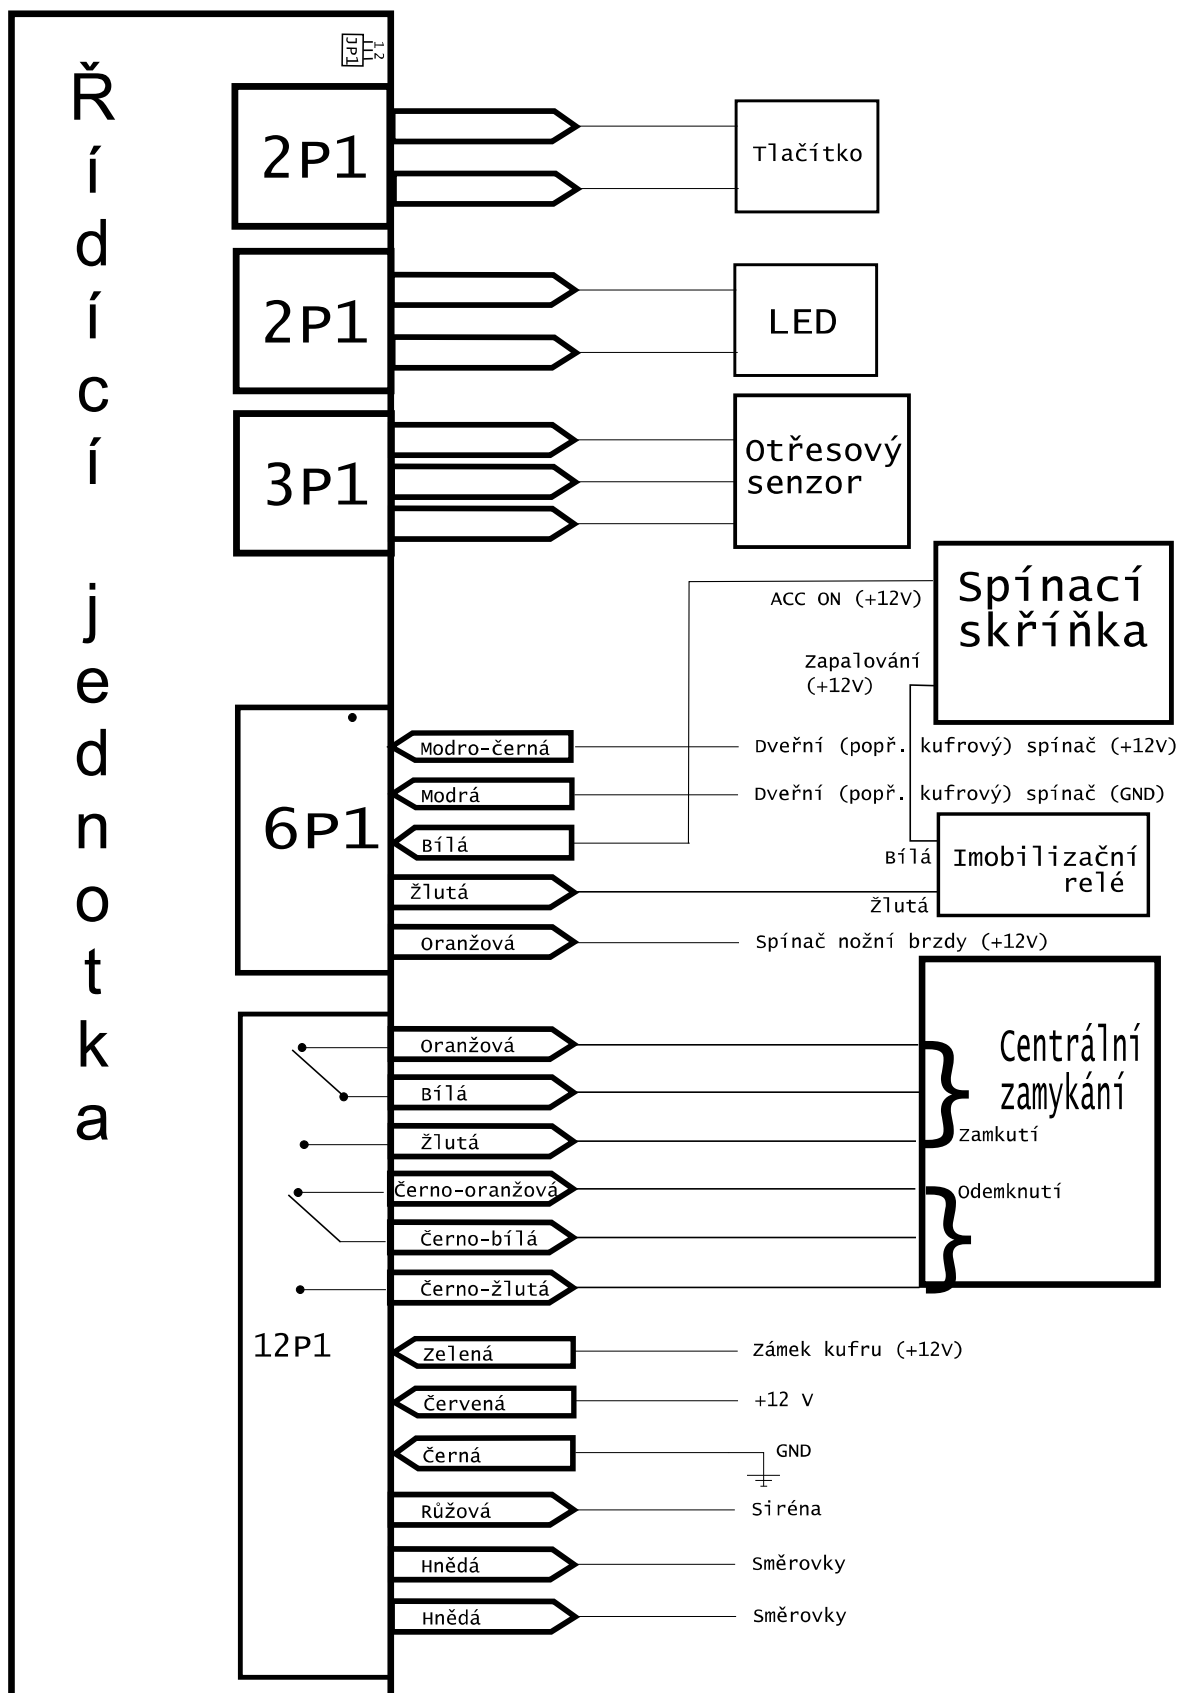 Řídící jednotka
JP1
1
2
2P1
Tlačítko
2P1
LED
3P1
Otřesový
senzor
Spínací
skříňka
ACC ON (+12V)
Zapalování
(+12V)
6P1
Modro-černá
Dveřní (popř. kufrový) spínač (+12V)
Modrá
Dveřní (popř. kufrový) spínač (GND)
Bílá
Bílá
Imobilizační
relé
Žlutá
Žlutá
Oranžová
Spínač nožní brzdy (+12V)
12P1
Oranžová
Bílá
Žlutá
Centrální
zamykání
Zamkutí
Černo-oranžová
Odemknutí
Černo-bílá
Černo-žlutá
Zelená
Zámek kufru (+12V)
Červená
+12 V
Černá
GND
Růžová
Siréna
Hnědá
Směrovky
Hnědá
Směrovky